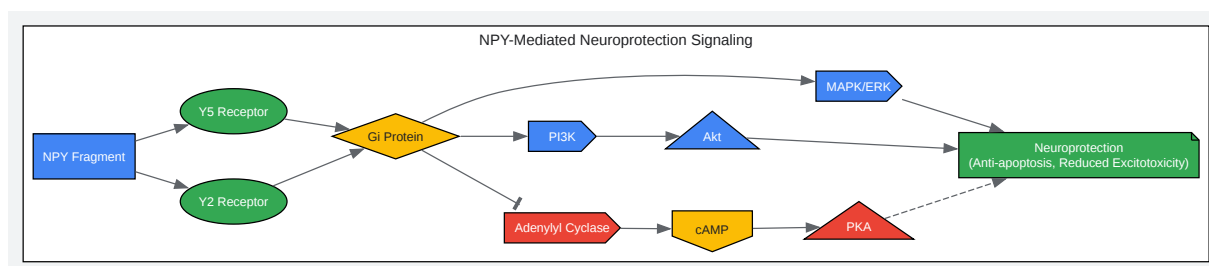 NPY-Mediated Neuroprotection Signaling
NPY Fragment
Y5 Receptor
Y2 Receptor
Gi Protein
MAPK/ERK
PI3K
Akt
Adenylyl Cyclase
cAMP
PKA
Neuroprotection
(Anti-apoptosis, Reduced Excitotoxicity)